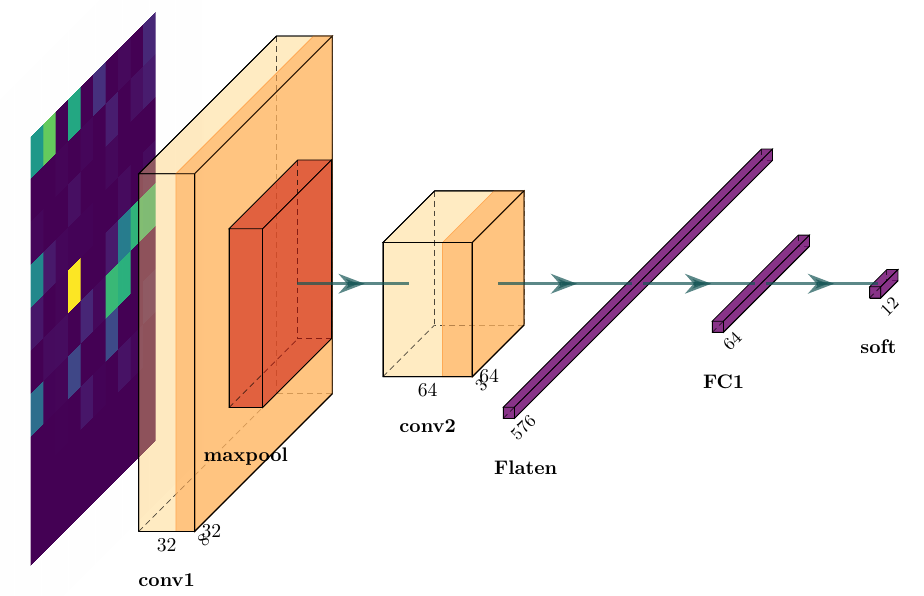 32
32
8
conv1
maxpool
64
64
3
conv2
576
Flaten
64
FC1
12
soft